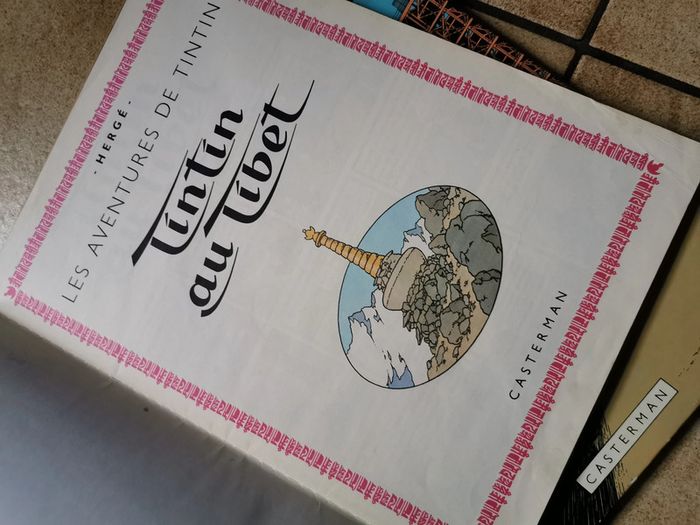 - HERGÉ -
LES AVENTURES DE TINTIN
Tintin
au Tibet
CASTERMAN
CASTERMAN